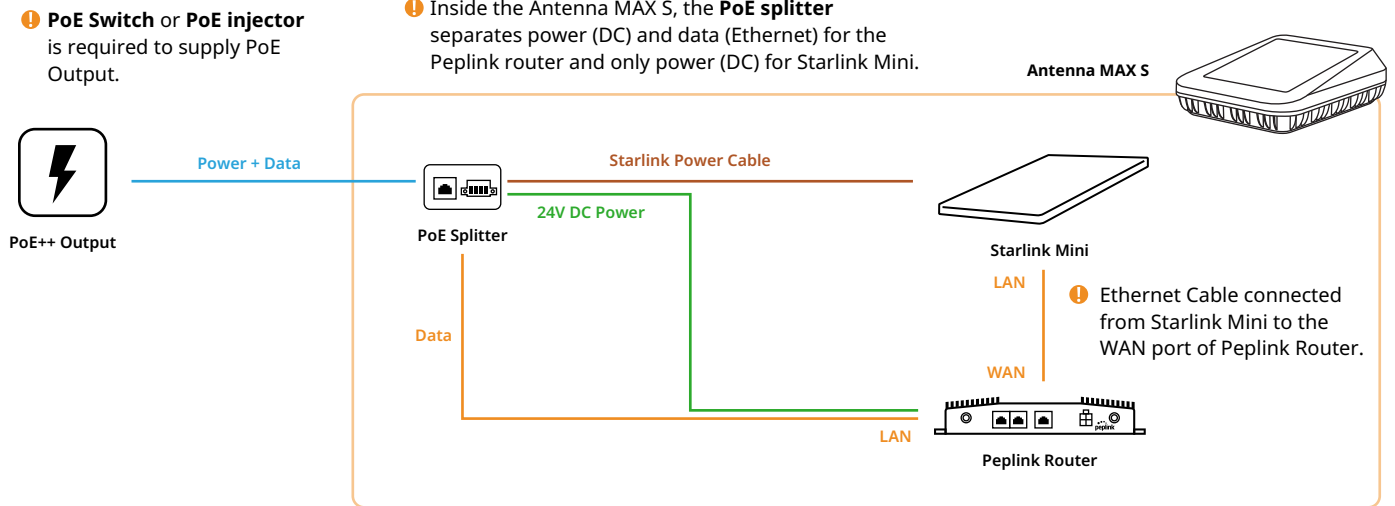 PoE Switch or PoE injector
is required to supply PoE
Output.
Inside the Antenna MAX S, the PoE splitter
separates power (DC) and data (Ethernet) for the
Peplink router and only power (DC) for Starlink Mini.
Antenna MAX S
Power + Data
Starlink Power Cable
24V DC Power
PoE++ Output
PoE Splitter
Starlink Mini
LAN
Ethernet Cable connected
from Starlink Mini to the
WAN port of Peplink Router.
Data
WAN
peplink
LAN
Peplink Router